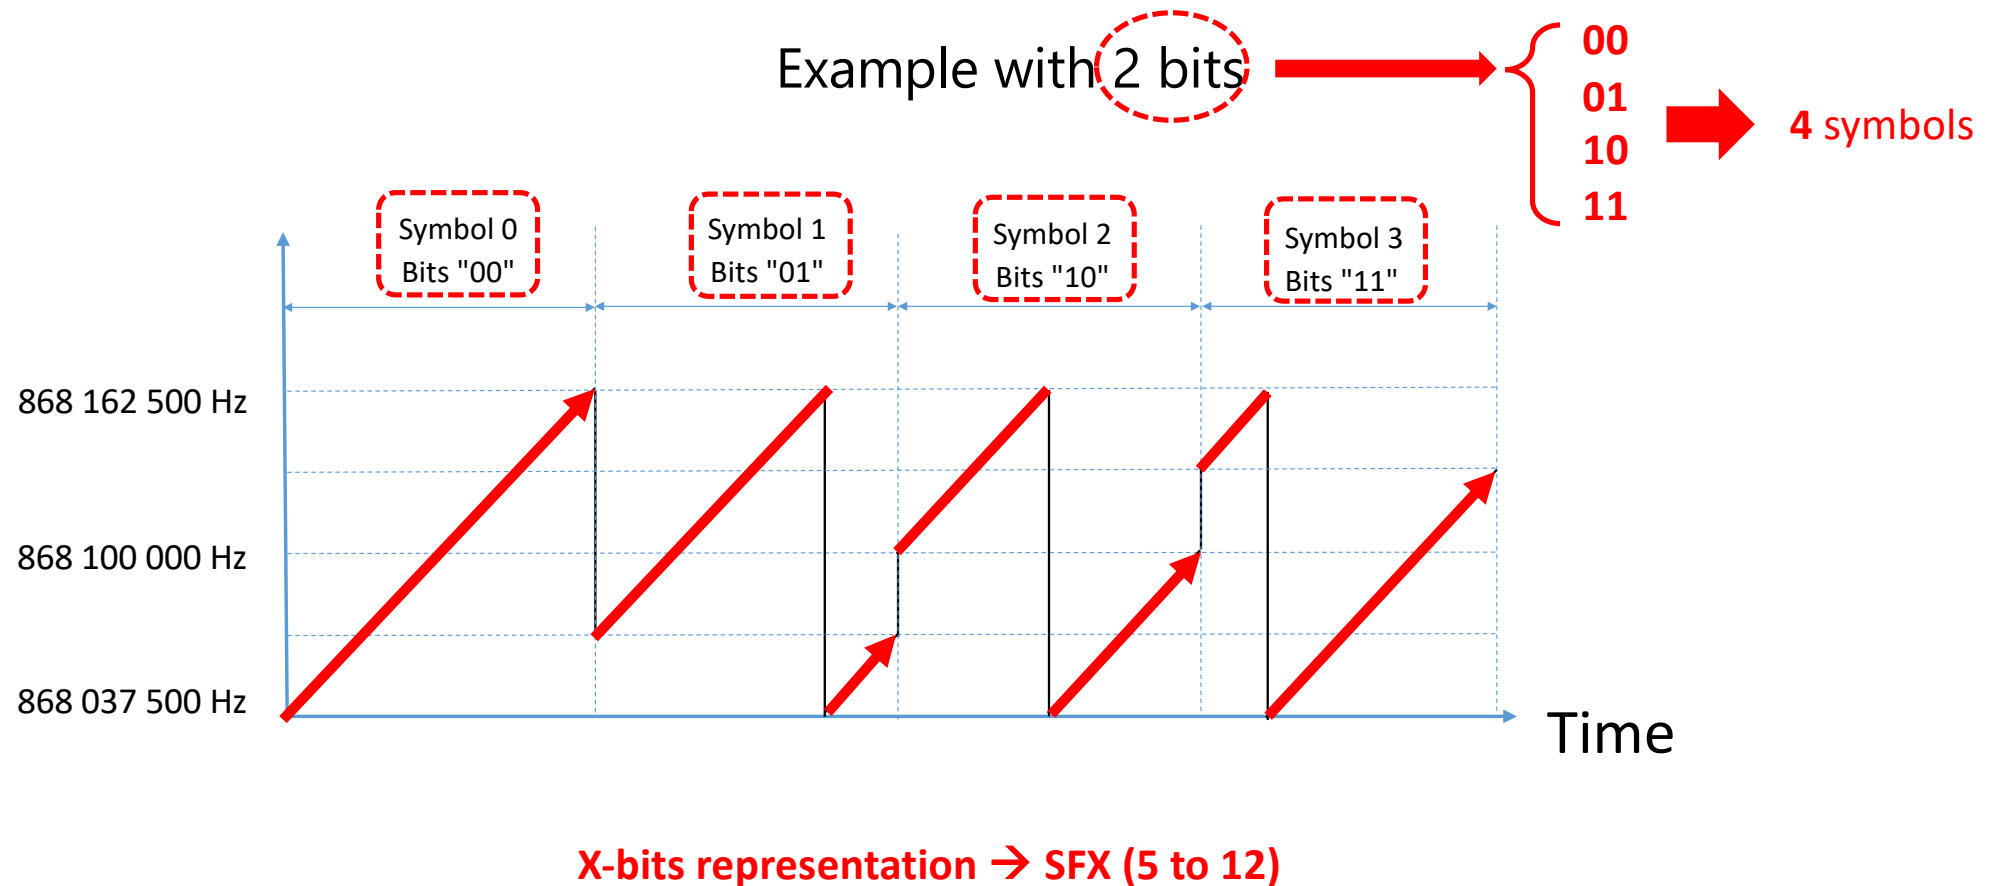 Example with 2 bits
00
01
10
11
4 symbols
Symbol 0
Bits "00"
Symbol 1
Bits "01"
Symbol 2
Bits "10"
Symbol 3
Bits "11"
868 162 500 Hz
868 100 000 Hz
868 037 500 Hz
Time
X-bits representation → SFX (5 to 12)